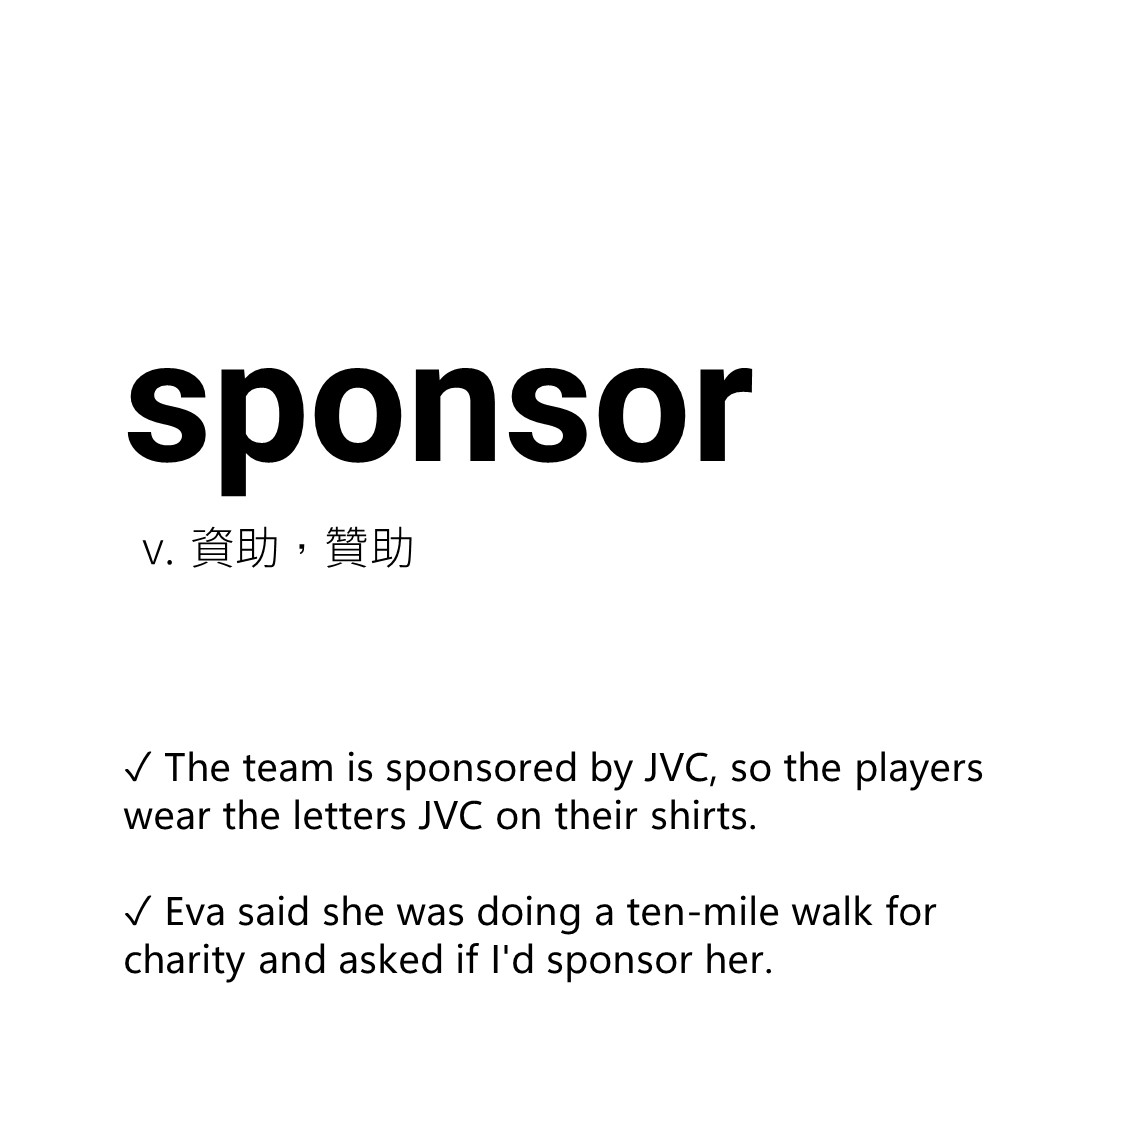 sponsor
v. 資助，贊助
✓ The team is sponsored by JVC, so the players
wear the letters JVC on their shirts.
✓ Eva said she was doing a ten-mile walk for
charity and asked if I'd sponsor her.